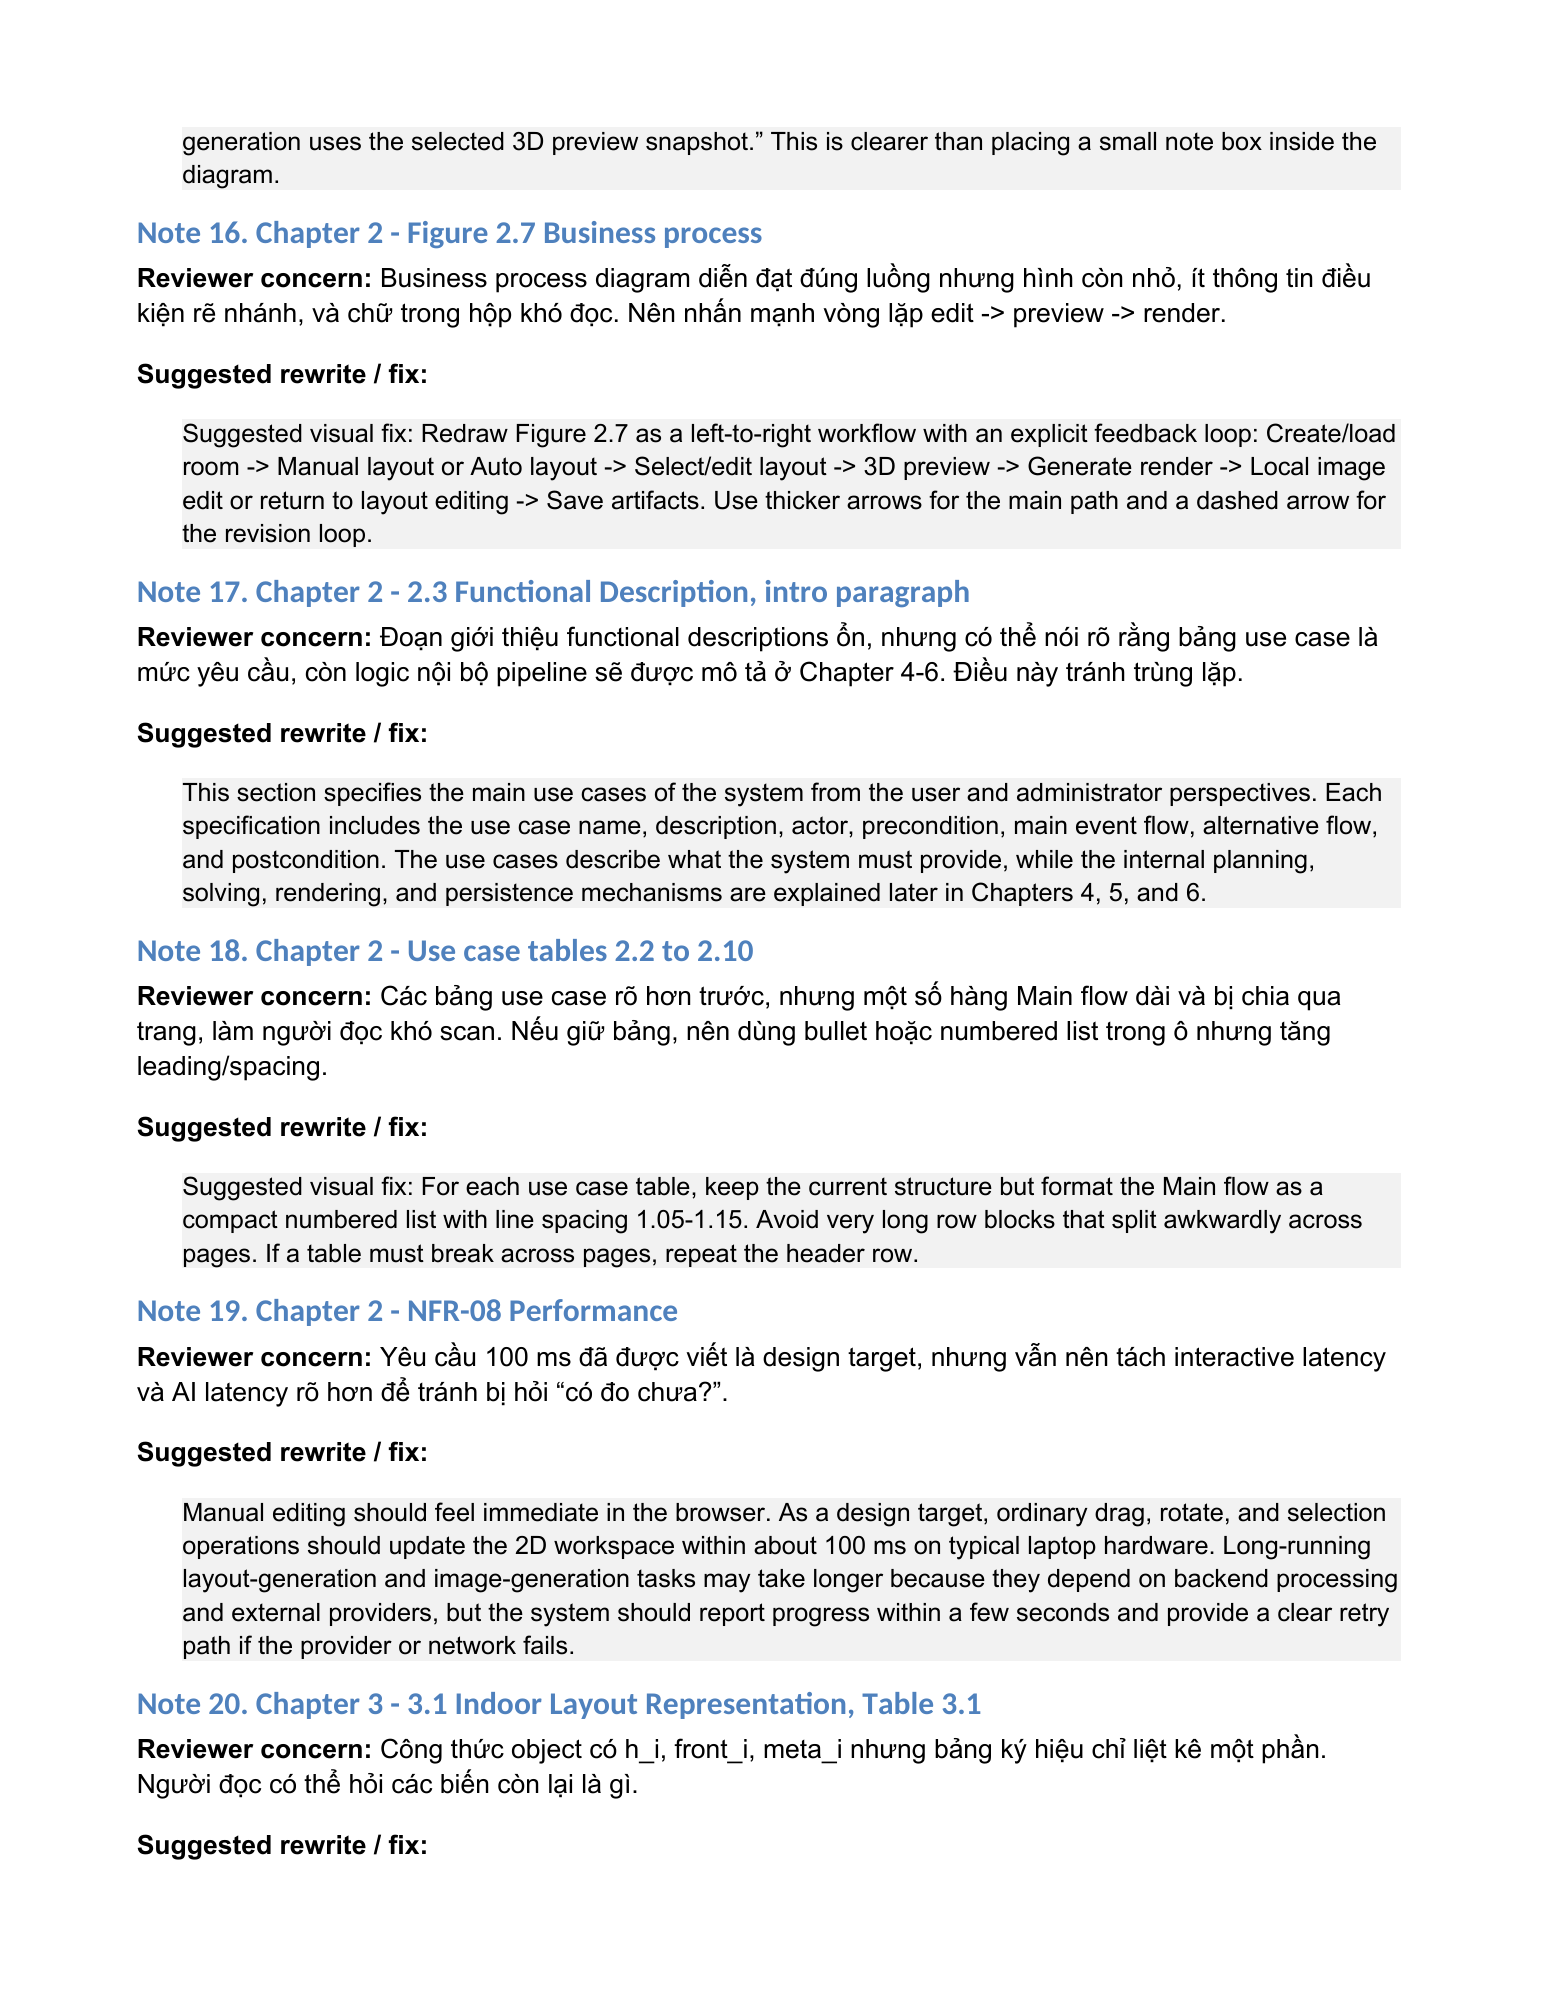 generation uses the selected 3D preview snapshot.” This is clearer than placing a small note box inside the
diagram.
Note 16. Chapter 2 - Figure 2.7 Business process
Reviewer concern: Business process diagram diễn đạt đúng luồng nhưng hình còn nhỏ, ít thông tin điều
kiện rẽ nhánh, và chữ trong hộp khó đọc. Nên nhấn mạnh vòng lặp edit -> preview -> render.
Suggested rewrite / fix:
Suggested visual fix: Redraw Figure 2.7 as a left-to-right workflow with an explicit feedback loop: Create/load
room -> Manual layout or Auto layout -> Select/edit layout -> 3D preview -> Generate render -> Local image
edit or return to layout editing -> Save artifacts. Use thicker arrows for the main path and a dashed arrow for
the revision loop.
Note 17. Chapter 2 - 2.3 Functional Description, intro paragraph
Reviewer concern: Đoạn giới thiệu functional descriptions ổn, nhưng có thể nói rõ rằng bảng use case là
mức yêu cầu, còn logic nội bộ pipeline sẽ được mô tả ở Chapter 4-6. Điều này tránh trùng lặp.
Suggested rewrite / fix:
This section specifies the main use cases of the system from the user and administrator perspectives. Each
specification includes the use case name, description, actor, precondition, main event flow, alternative flow,
and postcondition. The use cases describe what the system must provide, while the internal planning,
solving, rendering, and persistence mechanisms are explained later in Chapters 4, 5, and 6.
Note 18. Chapter 2 - Use case tables 2.2 to 2.10
Reviewer concern: Các bảng use case rõ hơn trước, nhưng một số hàng Main flow dài và bị chia qua
trang, làm người đọc khó scan. Nếu giữ bảng, nên dùng bullet hoặc numbered list trong ô nhưng tăng
leading/spacing.
Suggested rewrite / fix:
Suggested visual fix: For each use case table, keep the current structure but format the Main flow as a
compact numbered list with line spacing 1.05-1.15. Avoid very long row blocks that split awkwardly across
pages. If a table must break across pages, repeat the header row.
Note 19. Chapter 2 - NFR-08 Performance
Reviewer concern: Yêu cầu 100 ms đã được viết là design target, nhưng vẫn nên tách interactive latency
và AI latency rõ hơn để tránh bị hỏi “có đo chưa?”.
Suggested rewrite / fix:
Manual editing should feel immediate in the browser. As a design target, ordinary drag, rotate, and selection
operations should update the 2D workspace within about 100 ms on typical laptop hardware. Long-running
layout-generation and image-generation tasks may take longer because they depend on backend processing
and external providers, but the system should report progress within a few seconds and provide a clear retry
path if the provider or network fails.
Note 20. Chapter 3 - 3.1 Indoor Layout Representation, Table 3.1
Reviewer concern: Công thức object có h_i, front_i, meta_i nhưng bảng ký hiệu chỉ liệt kê một phần.
Người đọc có thể hỏi các biến còn lại là gì.
Suggested rewrite / fix: